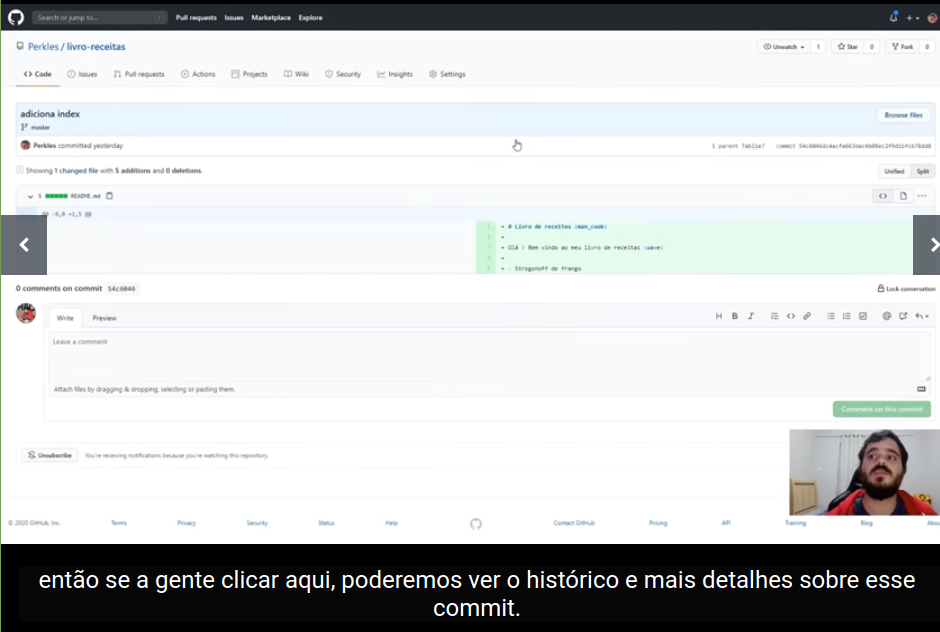 Search or jump to...
/
Pull requests Issues Marketplace Explore
Perkles / livro-receitas
Unwatch 1 Star 0 Fork 0
Code Issues Pull requests Actions Projects Wiki Security Insights Settings
adiciona index
Browse files
master
Perkles committed yesterday
1 parent
commit
Showing 1 changed file with 5 additions and 0 deletions.
Unified Split
5 README.md
@@ -0,0 +1,5 @@
1 + # Livro de receitas :man_cook:
2 +
3 + Olá ! Bem vindo ao meu livro de receitas :wave:
4 +
5 + - Strogonoff de frango
0 comments on commit 54c6046
Lock conversation
Write Preview
Leave a comment
Attach files by dragging & dropping, selecting or pasting them.
Comment on this commit
Unsubscribe You're receiving notifications because you're watching this repository.
© 2020 GitHub, Inc. Terms Privacy Security Status Help Contact GitHub Pricing API Training Blog
então se a gente clicar aqui, poderemos ver o histórico e mais detalhes sobre esse
commit.